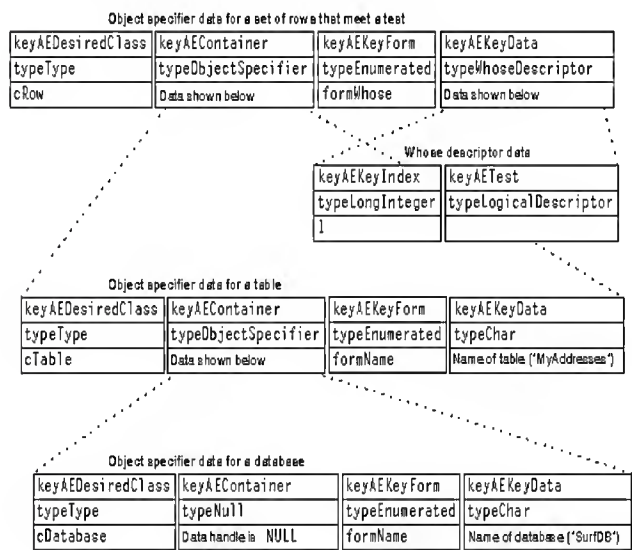 Object specifier data for a set of rows that meet a test
keyAEDesiredClass keyAEContainer keyAEKeyForm keyAEKeyData
typeType typeObjectSpecifier typeEnumerated typeWhoseDescriptor
cRow Data shown below formWhose Data shown below
Whose descriptor data
keyAEKeyIndex keyAETest
typeLongInteger typeLogicalDescriptor
1
Object specifier data for a table
keyAEDesiredClass keyAEContainer keyAEKeyForm keyAEKeyData
typeType typeObjectSpecifier typeEnumerated typeChar
cTable Data shown below formName Name of table ("MyAddresses")
Object specifier data for a database
keyAEDesiredClass keyAEContainer keyAEKeyForm keyAEKeyData
typeType typeNull typeEnumerated typeChar
cDatabase Data handle is NULL formName Name of database ("SurfDB")